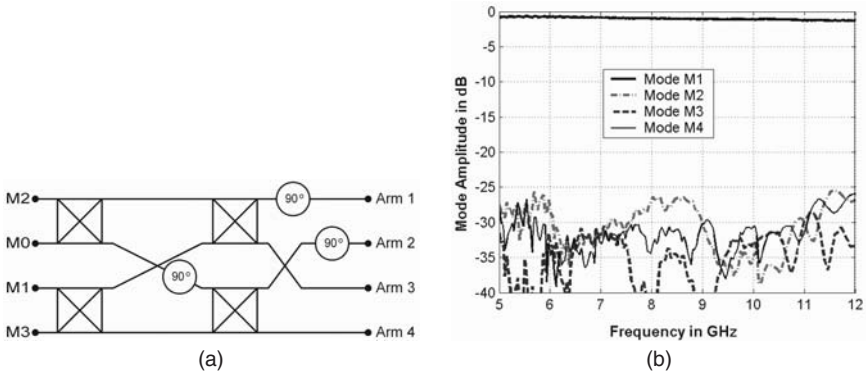 M2
M0
M1
M3
90°
90°
90°
Arm 1
Arm 2
Arm 3
Arm 4
(a)
Mode Amplitude in dB
0
-5
-10
-15
-20
-25
-30
-35
-40
Mode M1
Mode M2
Mode M3
Mode M4
5 6 7 8 9 10 11 12
Frequency in GHz
(b)